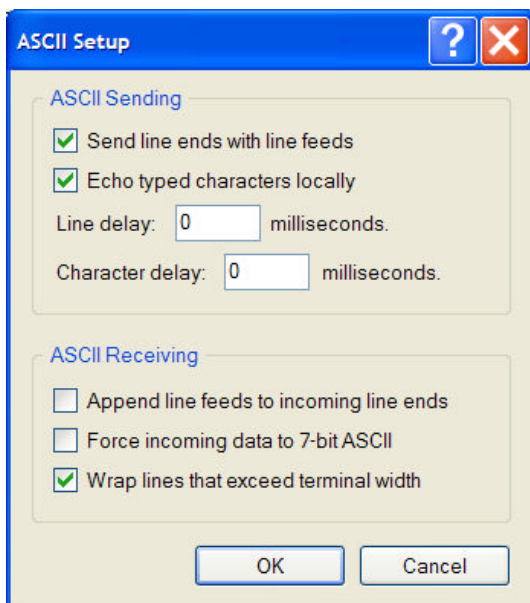 ASCII Setup
ASCII Sending
Send line ends with line feeds
Echo typed characters locally
Line delay: 0 milliseconds.
Character delay: 0 milliseconds.
ASCII Receiving
Append line feeds to incoming line ends
Force incoming data to 7-bit ASCII
Wrap lines that exceed terminal width
OK Cancel